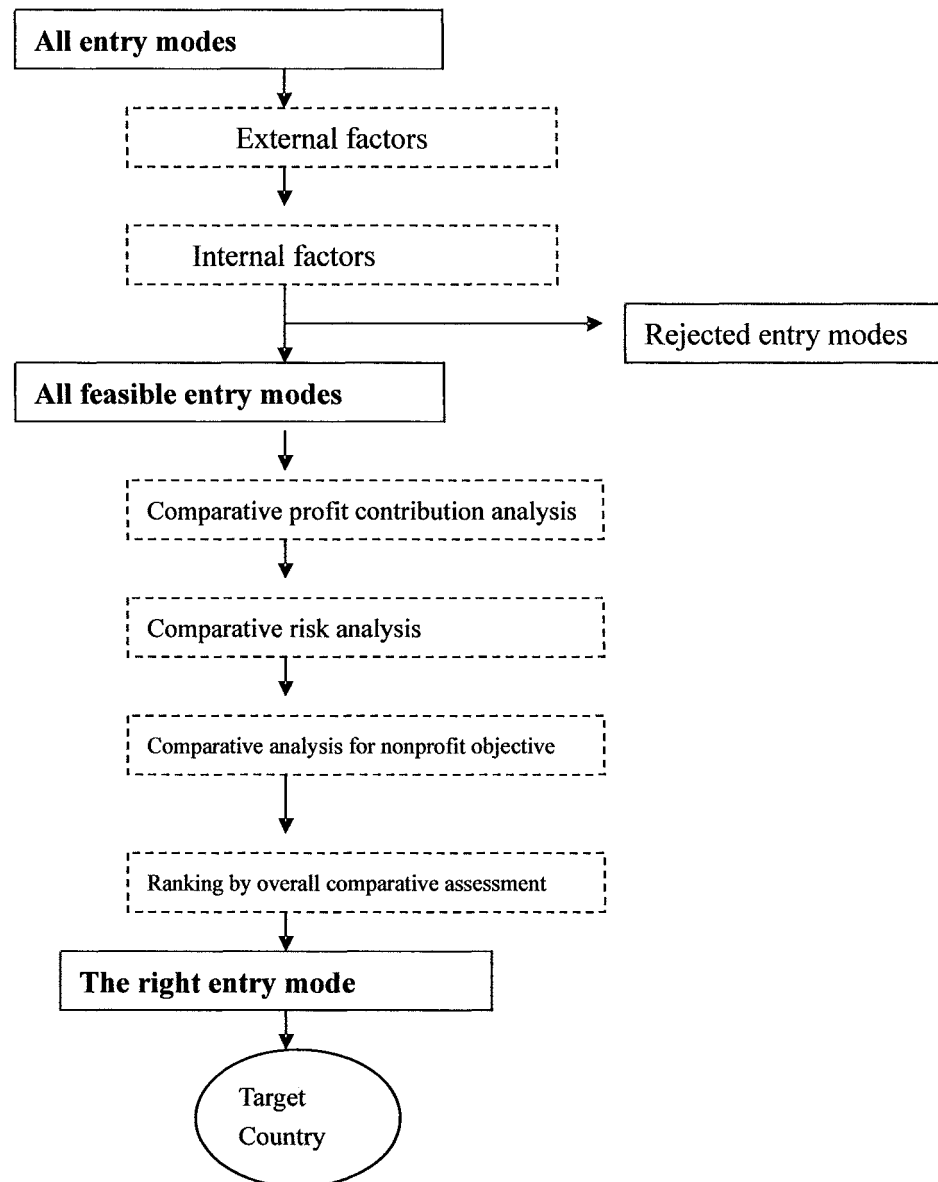 All entry modes
External factors
Internal factors
Rejected entry modes
All feasible entry modes
Comparative profit contribution analysis
Comparative risk analysis
Comparative analysis for nonprofit objective
Ranking by overall comparative assessment
The right entry mode
Target
Country